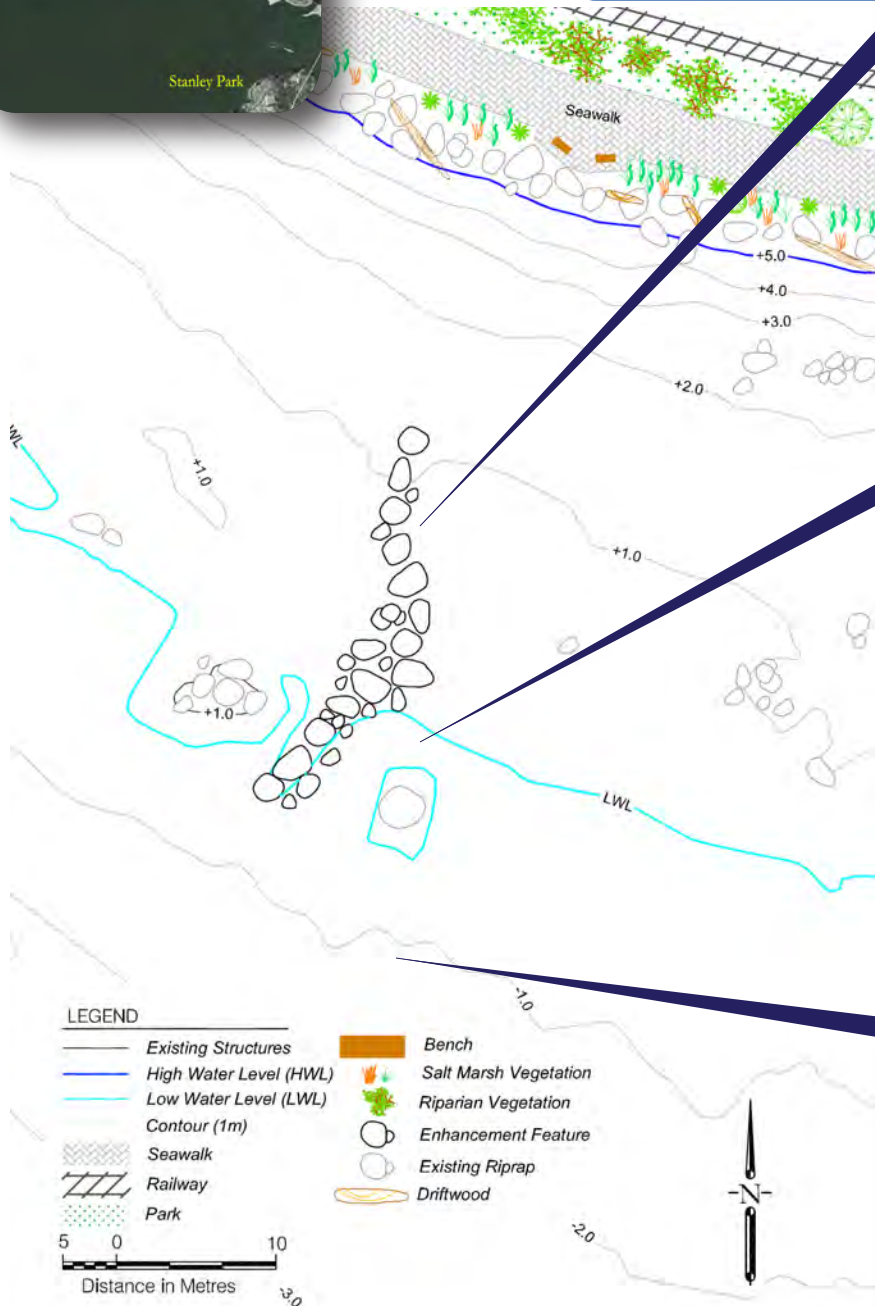 Stanley Park
Seawalk
+5.0
+4.0
+3.0
+2.0
WL
+1.0
+1.0
+1.0
LWL
-1.0
LEGEND
Existing Structures
High Water Level (HWL)
Low Water Level (LWL)
Contour (1m)
Seawalk
Railway
Park
Bench
Salt Marsh Vegetation
Riparian Vegetation
Enhancement Feature
Existing Riprap
Driftwood
5 0 10
Distance in Metres
-N-
-2.0
-3.0